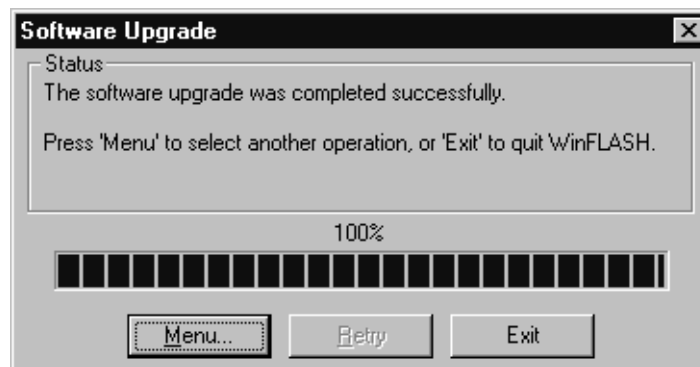 Software Upgrade
Status
The software upgrade was completed successfully.
Press 'Menu' to select another operation, or 'Exit' to quit WinFLASH.
100%
Menu... Retry Exit